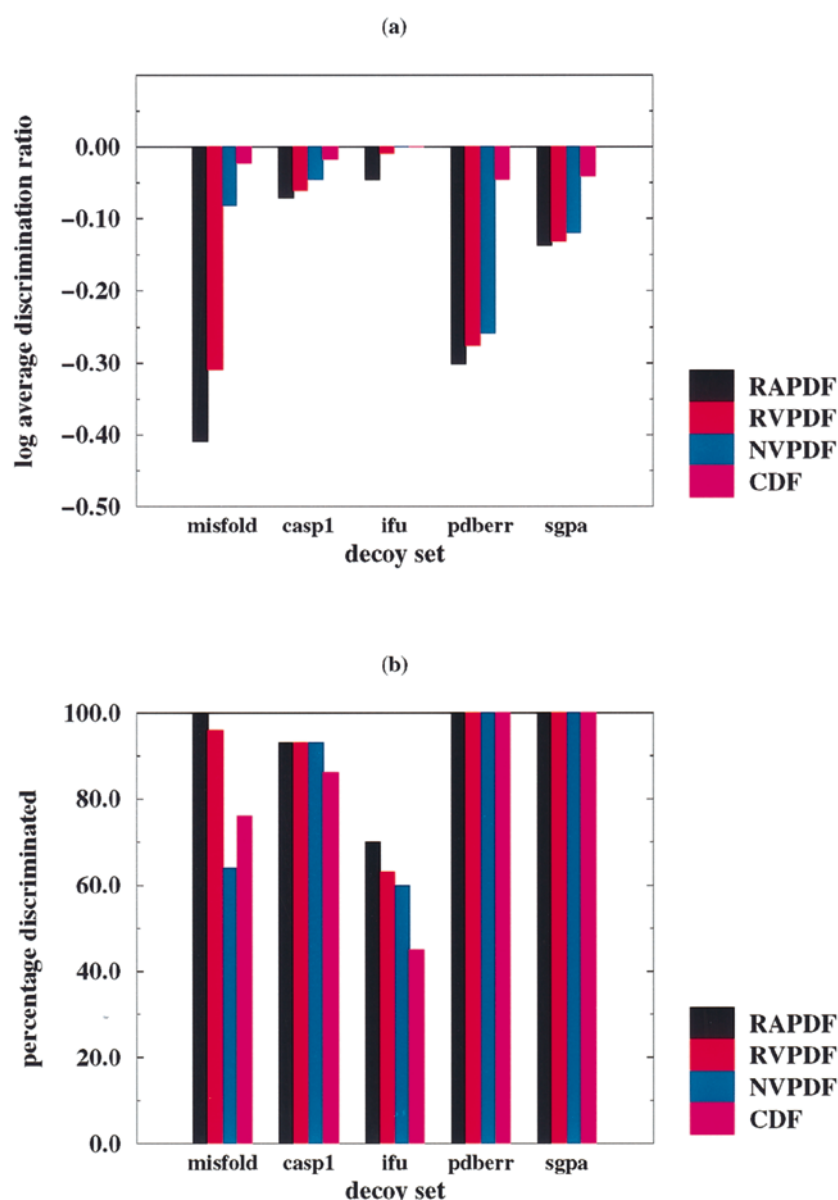 (a)
log average discrimination ratio
0.00
−0.10
−0.20
−0.30
−0.40
−0.50
misfold casp1 ifu pdberr sgpa
decoy set
RAPDF
RVPDF
NVPDF
CDF
(b)
percentage discriminated
100.0
80.0
60.0
40.0
20.0
0.0
misfold casp1 ifu pdberr sgpa
decoy set
RAPDF
RVPDF
NVPDF
CDF